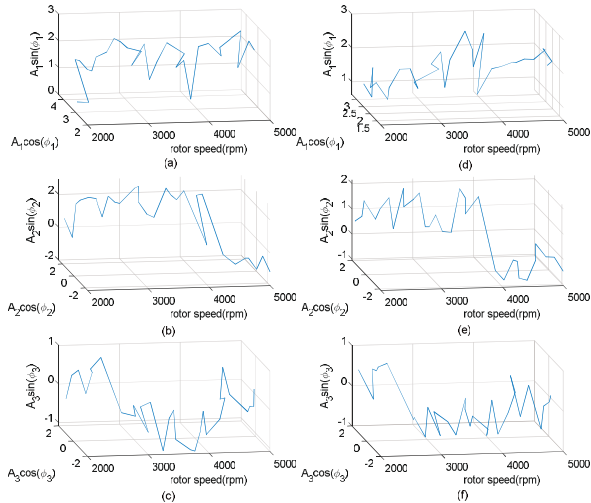 3
2
1
0
A1sin(ϕ1)
4
3
2
A1cos(ϕ1)
2000
3000
4000
5000
rotor speed(rpm)
(a)
3
2
1
A1sin(ϕ1)
3
2.5
2
1.5
A1cos(ϕ1)
2000
3000
4000
5000
rotor speed(rpm)
(d)
2
0
-2
A2sin(ϕ2)
2
0
-2
A2cos(ϕ2)
2000
3000
4000
5000
rotor speed(rpm)
(b)
2
1
0
-1
A2sin(ϕ2)
2
0
-2
A2cos(ϕ2)
2000
3000
4000
5000
rotor speed(rpm)
(e)
1
0
-1
A3sin(ϕ3)
2
0
-2
A3cos(ϕ3)
2000
3000
4000
5000
rotor speed(rpm)
(c)
1
0
-1
A3sin(ϕ3)
2
0
-2
A3cos(ϕ3)
2000
3000
4000
5000
rotor speed(rpm)
(f)